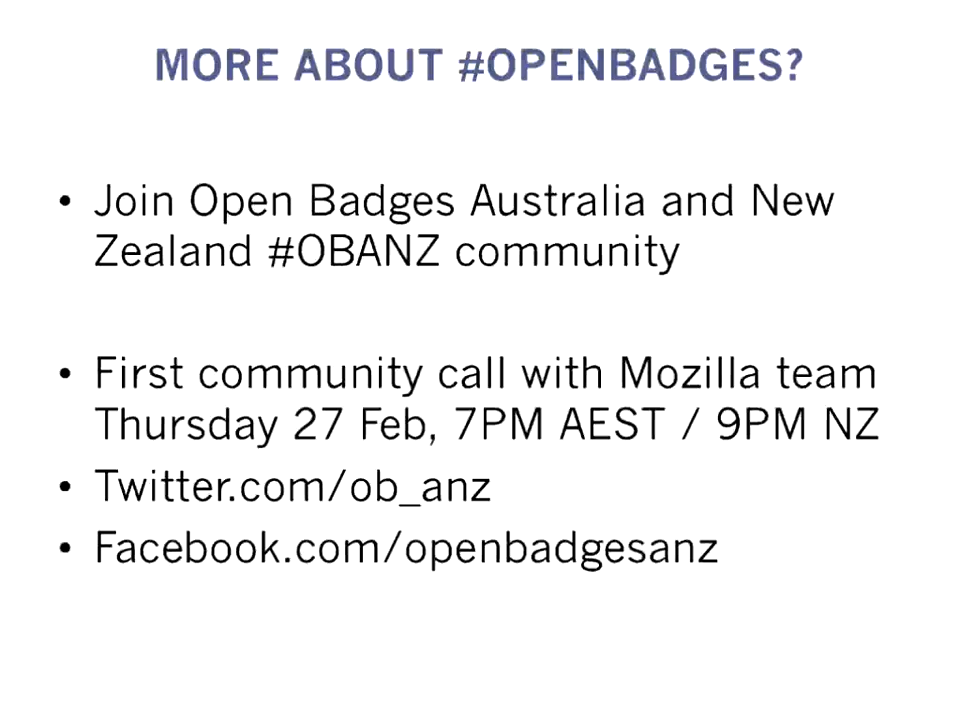 MORE ABOUT #OPENBADGES?
• Join Open Badges Australia and New
Zealand #OBANZ community
• First community call with Mozilla team
Thursday 27 Feb, 7PM AEST / 9PM NZ
• Twitter.com/ob_anz
• Facebook.com/openbadgesanz